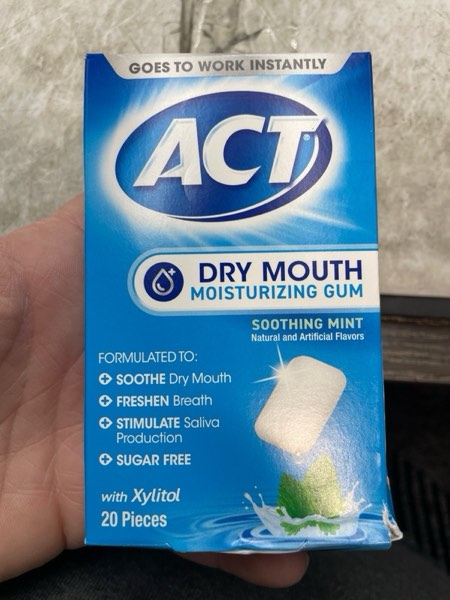 GOES TO WORK INSTANTLY
ACT®
DRY MOUTH
MOISTURIZING GUM
SOOTHING MINT
Natural and Artificial Flavors
FORMULATED TO:
SOOTHE Dry Mouth
FRESHEN Breath
STIMULATE Saliva
Production
SUGAR FREE
with Xylitol
20 Pieces